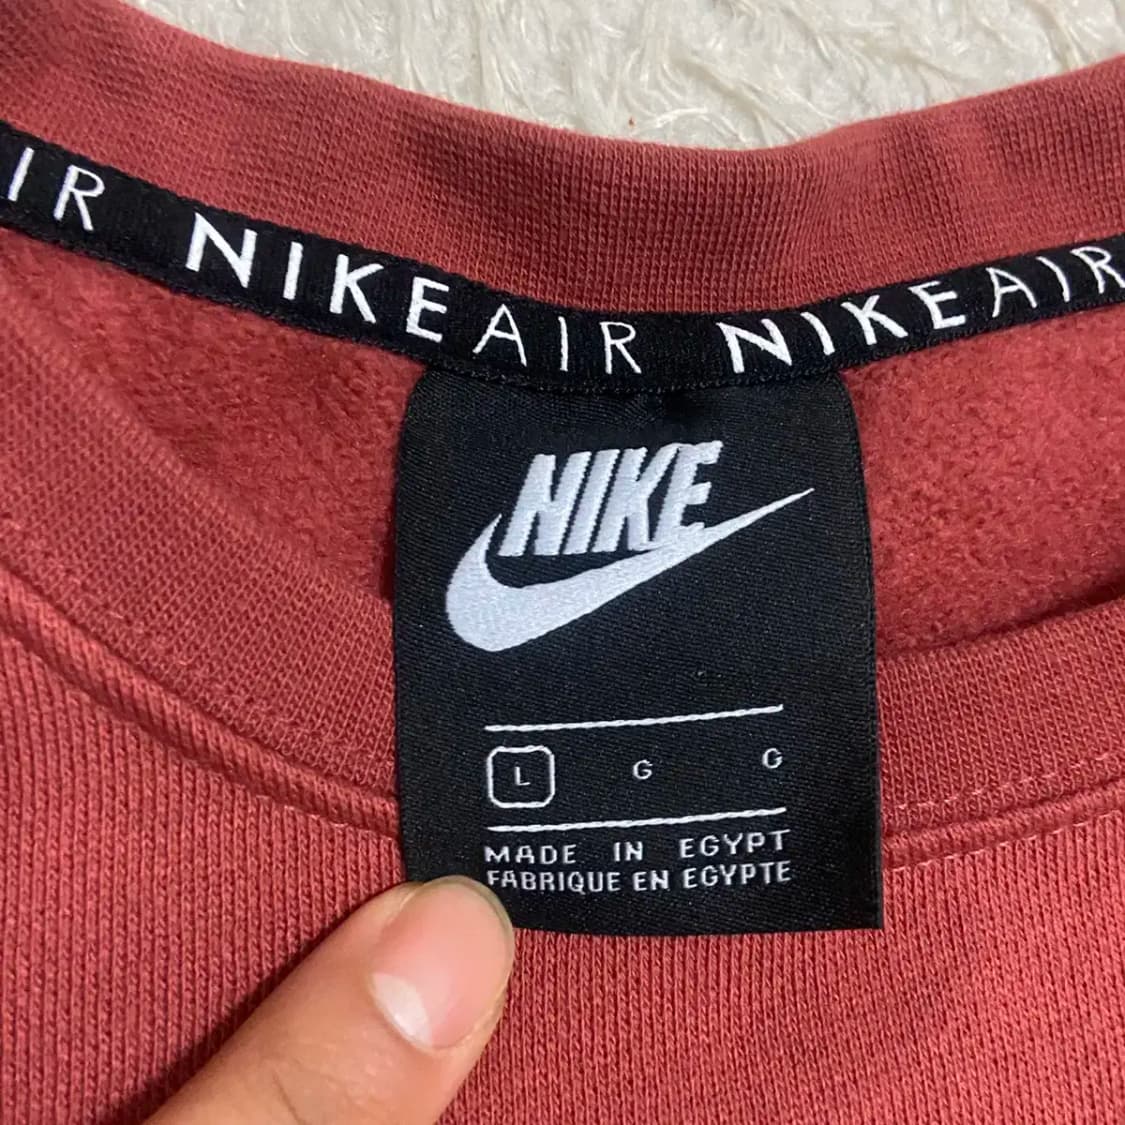 IR NIKE AIR NIKE AIR
NIKE
L G G
MADE IN EGYPT
FABRIQUE EN EGYPTE